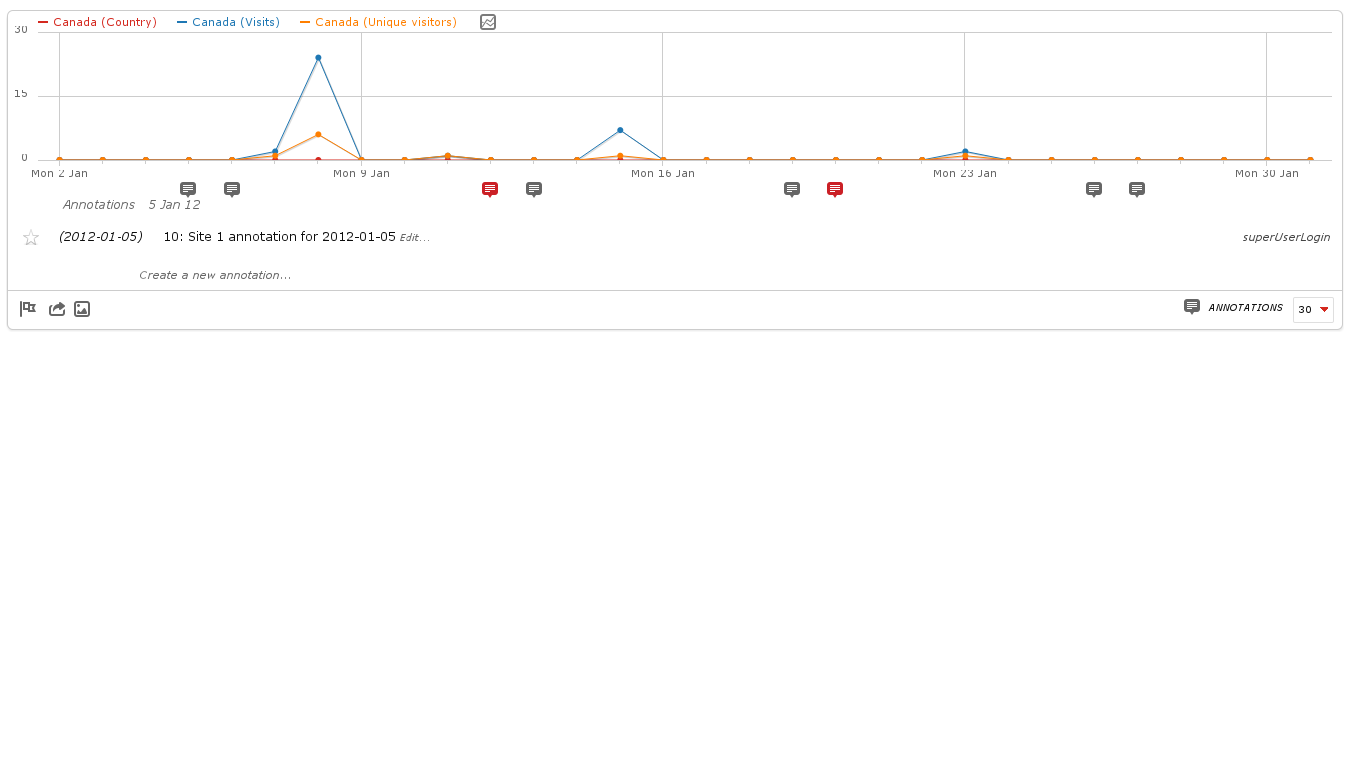 Canada (Country) Canada (Visits) Canada (Unique visitors)
30
15
0
Mon 2 Jan Mon 9 Jan Mon 16 Jan Mon 23 Jan Mon 30 Jan
Annotations 5 Jan 12
(2012-01-05) 10: Site 1 annotation for 2012-01-05 Edit... superUserLogin
Create a new annotation...
ANNOTATIONS 30